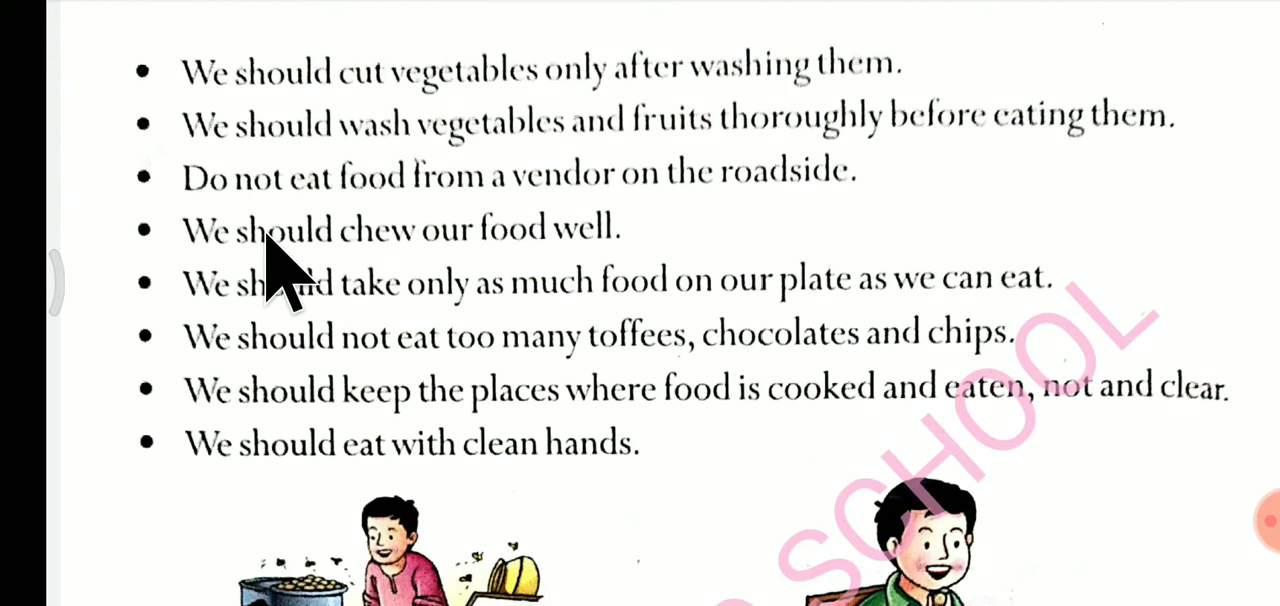 • We should cut vegetables only after washing them.
• We should wash vegetables and fruits thoroughly before eating them.
• Do not eat food from a vendor on the roadside.
• We should chew our food well.
• We should take only as much food on our plate as we can eat.
• We should not eat too many toffees, chocolates and chips.
• We should keep the places where food is cooked and eaten, not and clear.
• We should eat with clean hands.
SCHOOL